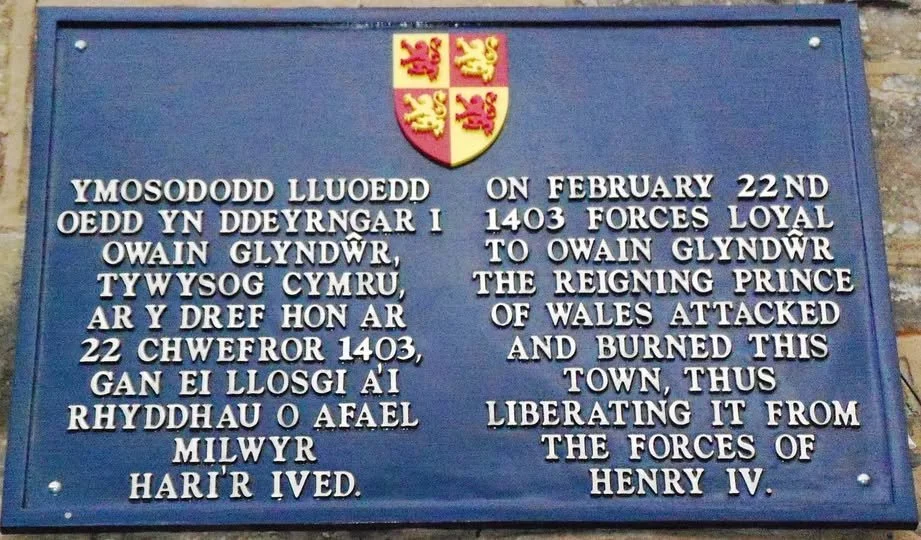 YMOSODODD LLUOEDD
OEDD YN DDEYRNGAR I
OWAIN GLYNDŴR,
TYWYSOG CYMRU,
AR Y DREF HON AR
22 CHWEFROR 1403,
GAN EI LLOSGI A'I
RHYDDHAU O AFAEL
MILWYR
HARI'R IVED.
ON FEBRUARY 22ND
1403 FORCES LOYAL
TO OWAIN GLYNDŴR
THE REIGNING PRINCE
OF WALES ATTACKED
AND BURNED THIS
TOWN, THUS
LIBERATING IT FROM
THE FORCES OF
HENRY IV.